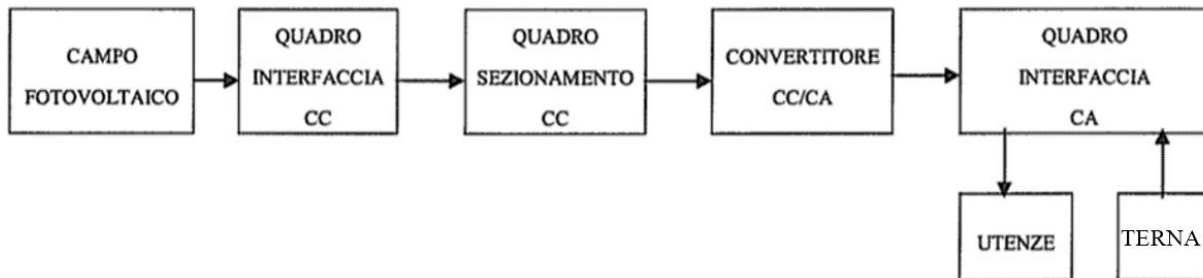 CAMPO
FOTOVOLTAICO
QUADRO
INTERFACCIA
CC
QUADRO
SEZIONAMENTO
CC
CONVERTITORE
CC/CA
QUADRO
INTERFACCIA
CA
UTENZE
TERNA